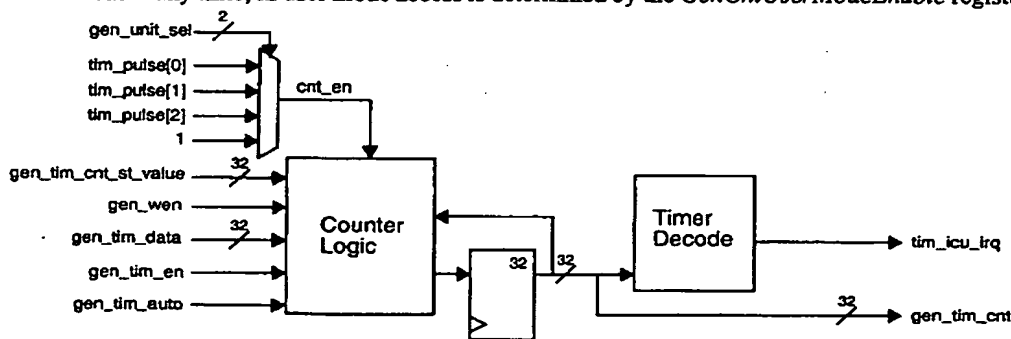 gen_unit_sel
2
tim_pulse[0]
tim_pulse[1]
tim_pulse[2]
1
cnt_en
gen_tim_cnt_st_value
32
gen_wen
gen_tim_data
32
gen_tim_en
gen_tim_auto
Counter
Logic
32
32
Timer
Decode
tim_icu_irq
32
gen_tim_cnt